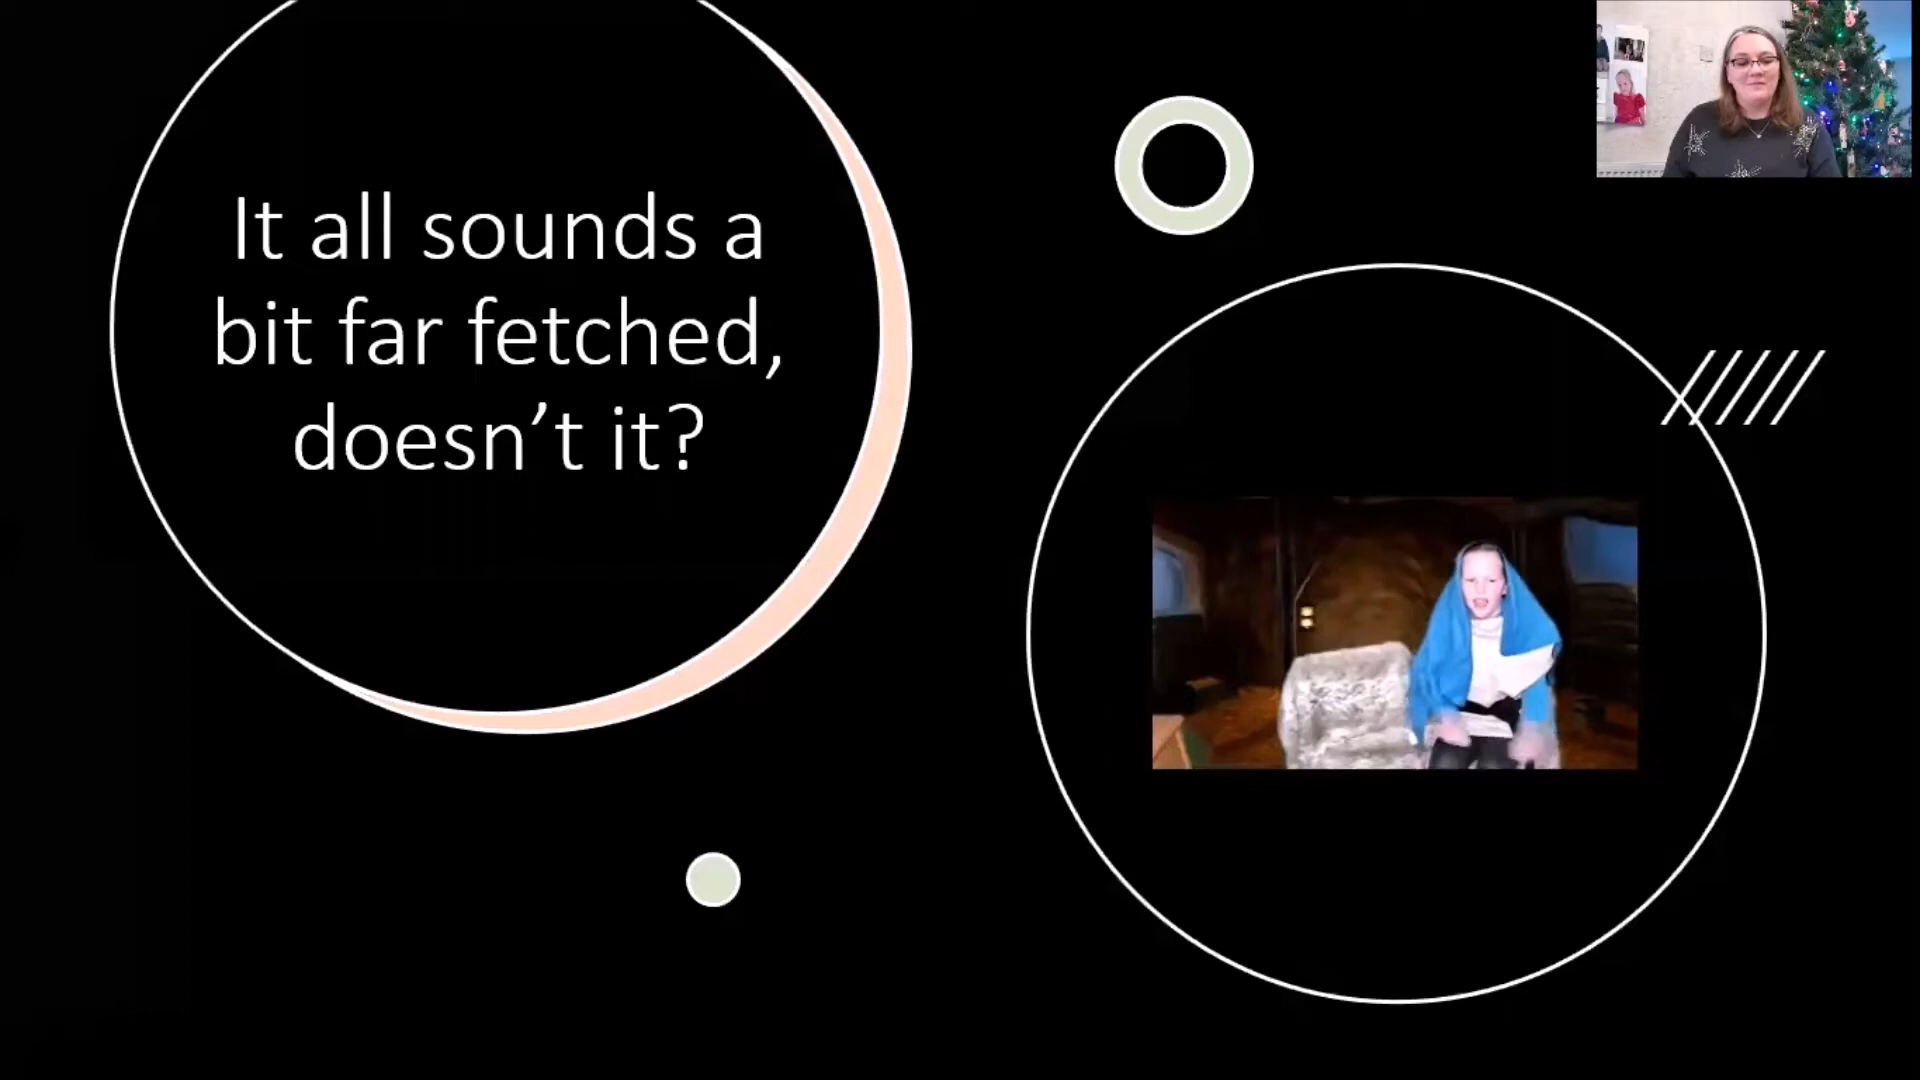 It all sounds a
bit far fetched,
doesn’t it?